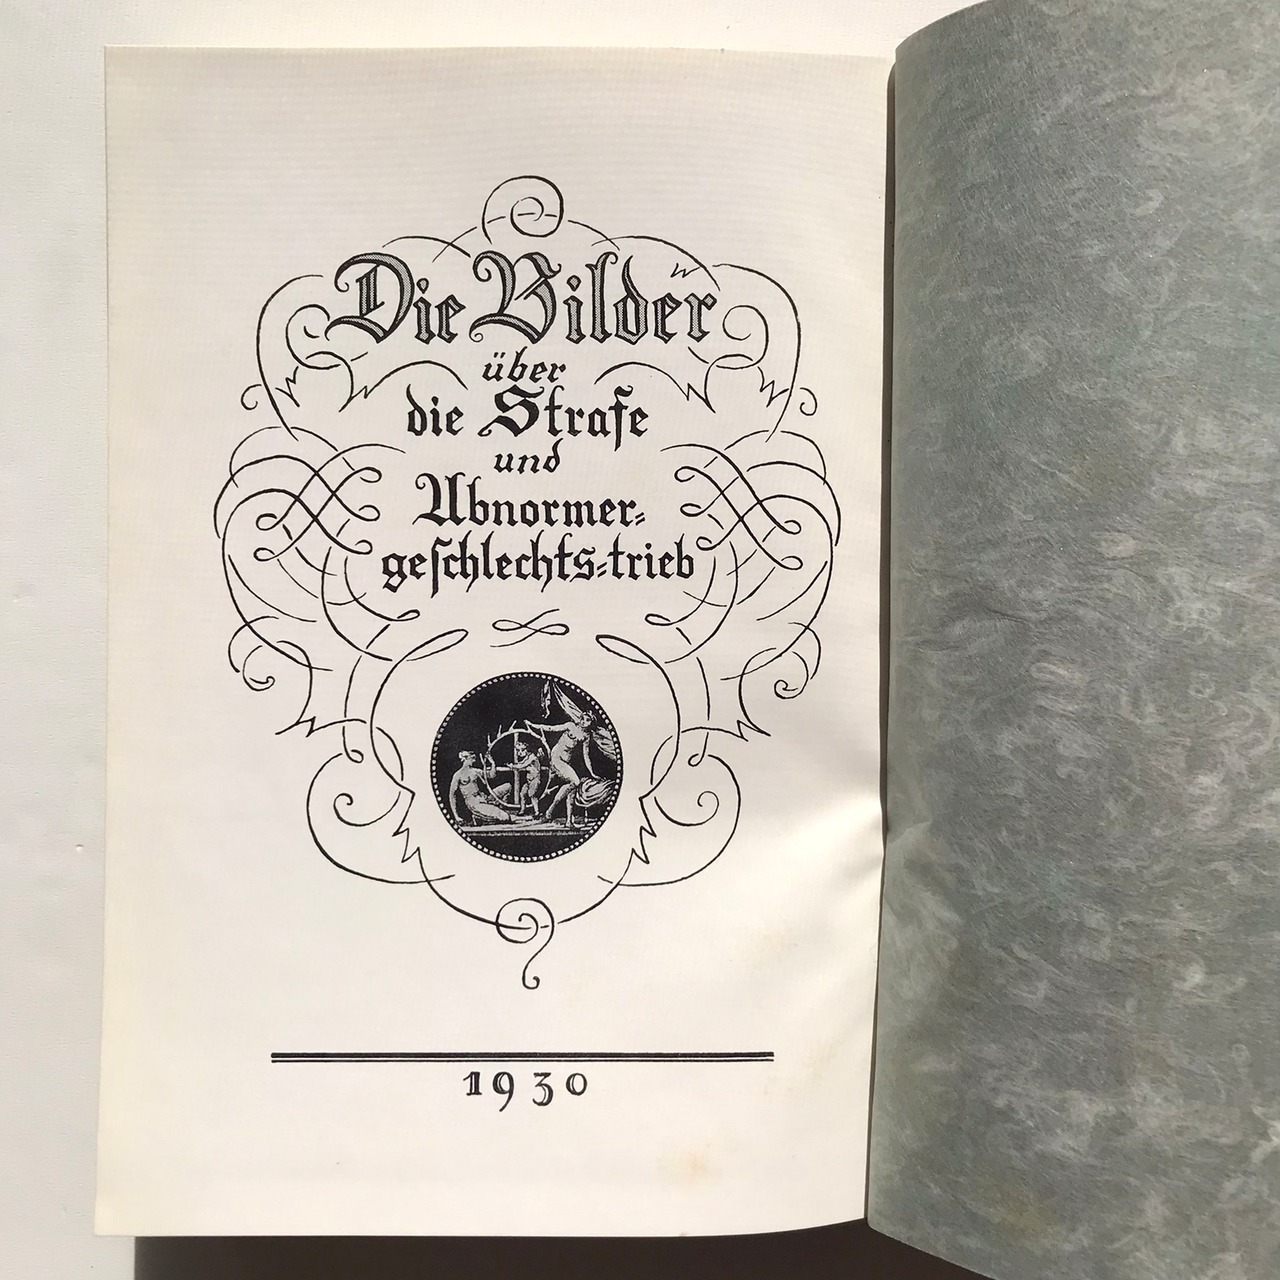 Die Bilder
über
die Strafe
und
Abnormer-
geschlechts-trieb
1930